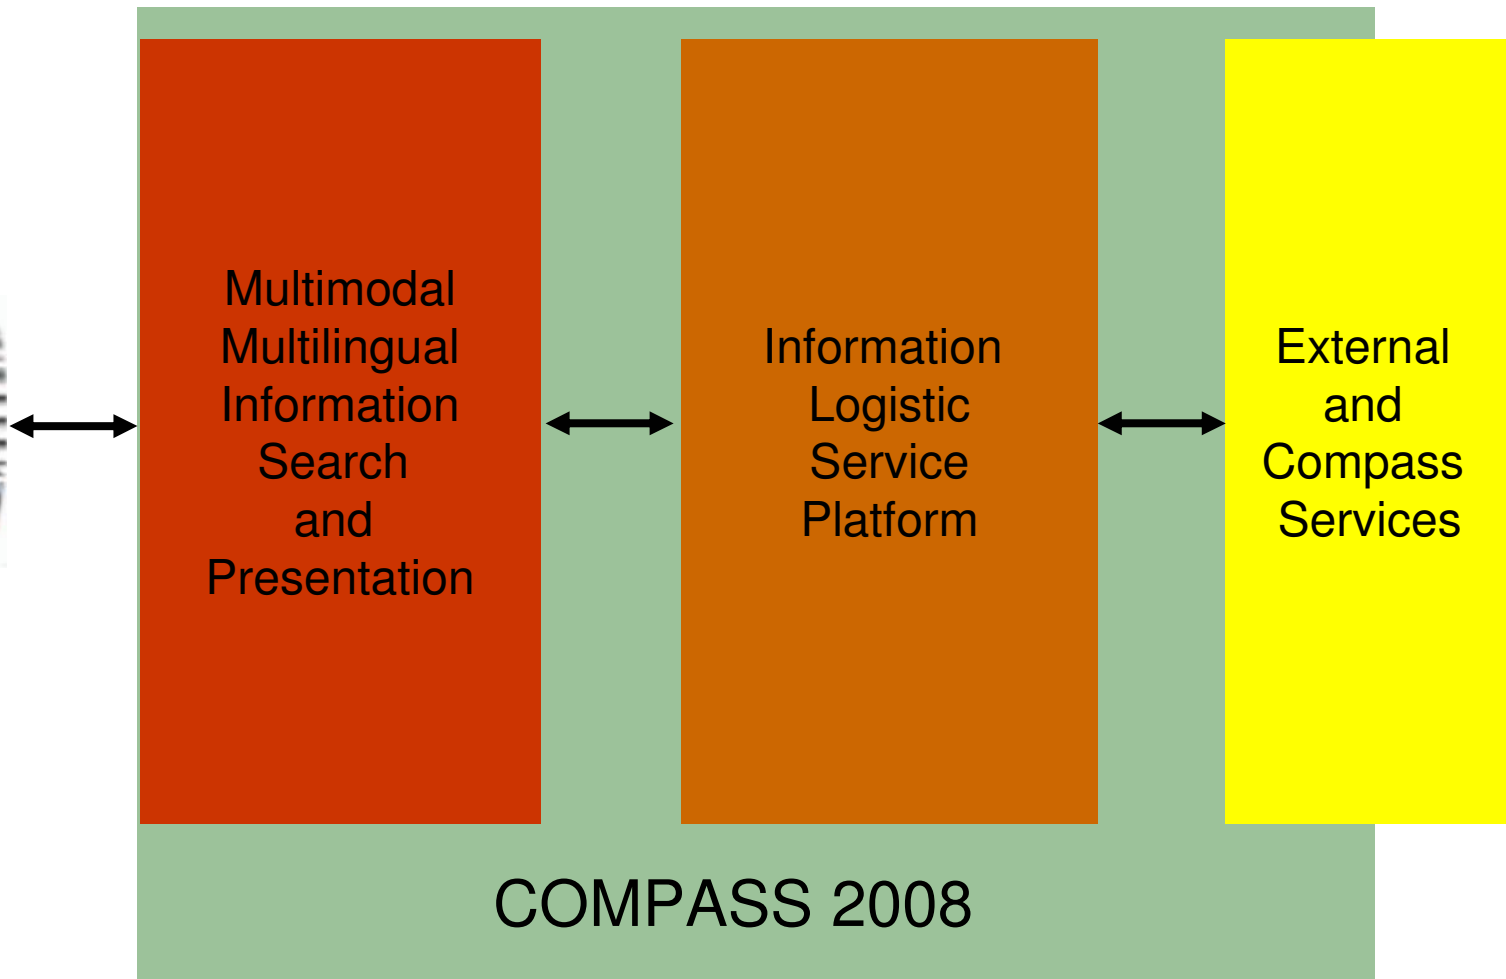 Multimodal
Multilingual
Information
Search
and
Presentation
Information
Logistic
Service
Platform
External
and
Compass
Services
COMPASS 2008